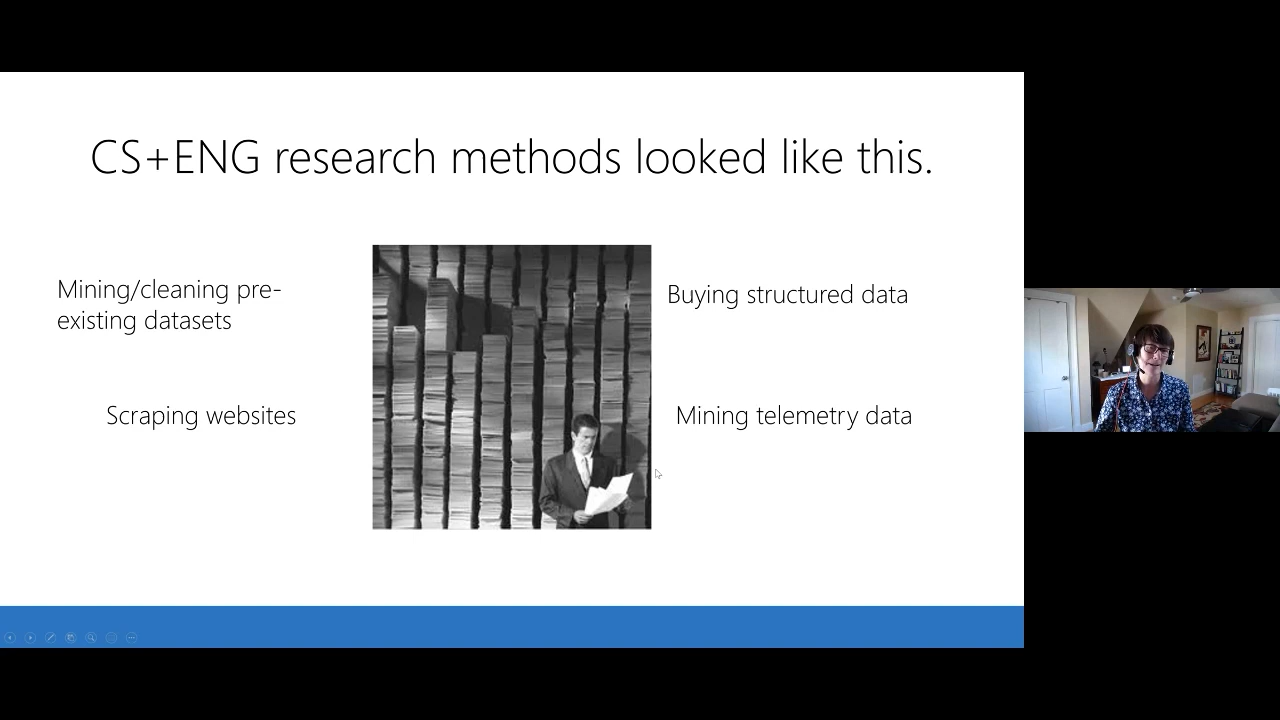 CS+ENG research methods looked like this.
Mining/cleaning pre-
existing datasets
Buying structured data
Scraping websites
Mining telemetry data